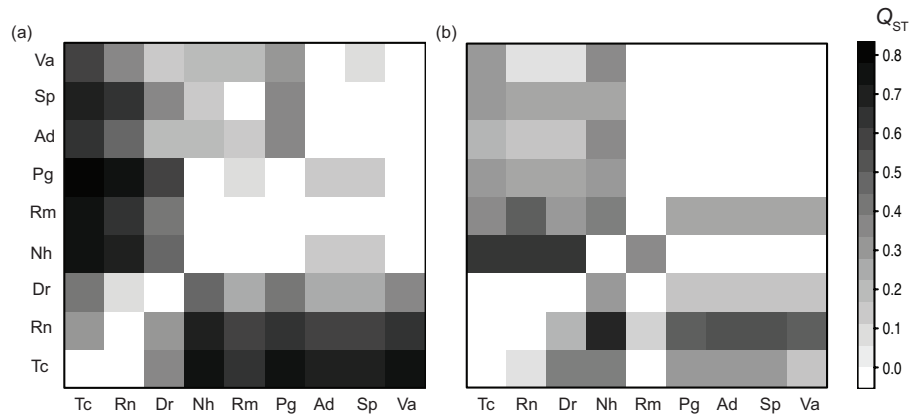 (a)
(b)
Q_ST
Va
Sp
Ad
Pg
Rm
Nh
Dr
Rn
Tc
Tc Rn Dr Nh Rm Pg Ad Sp Va
Tc Rn Dr Nh Rm Pg Ad Sp Va
0.8
0.7
0.6
0.5
0.4
0.3
0.2
0.1
0.0